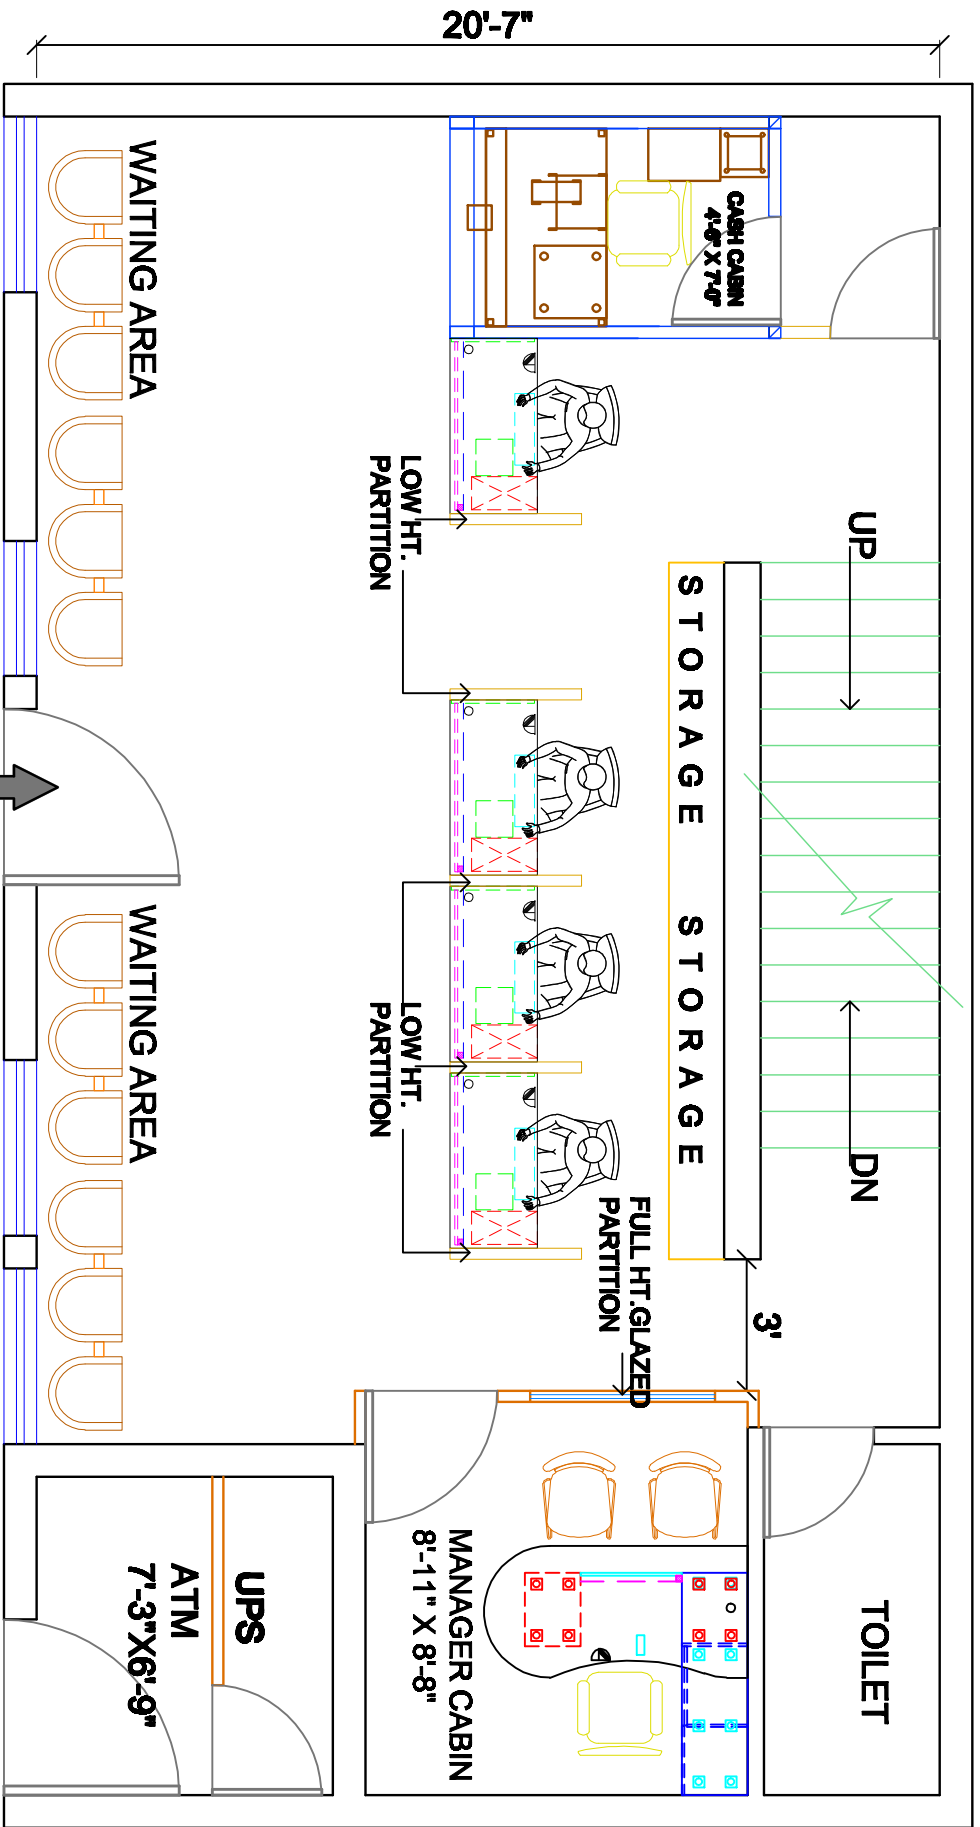 20'-7"
WAITING AREA
CASH CABIN
4'-6" X 7'-0"
LOW HT.
PARTITION
UP
STORAGE STORAGE
DN
WAITING AREA
LOW HT.
PARTITION
FULL HT.GLAZED
PARTITION
3'
MANAGER CABIN
8'-11" X 8'-8"
TOILET
UPS
ATM
7'-3"X6'-9"